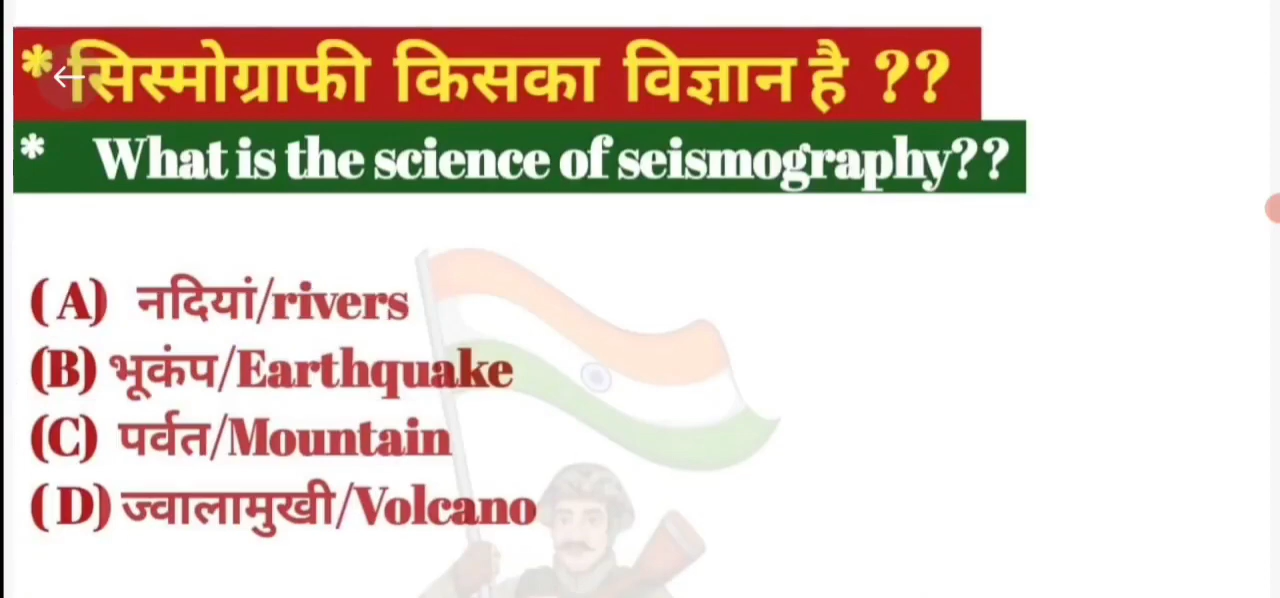 * सिस्मोग्राफी किसका विज्ञान है ??
* What is the science of seismography??
(A) नदियां/rivers
(B) भूकंप/Earthquake
(C) पर्वत/Mountain
(D) ज्वालामुखी/Volcano